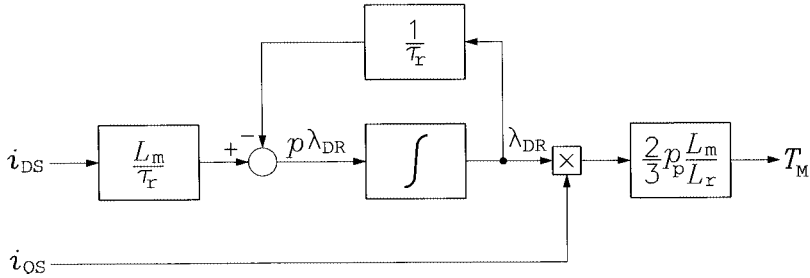 1
τr
−
iDS
Lm
τr
+
pλDR
∫
λDR
×
2
3
pp
Lm
Lr
TM
iQS